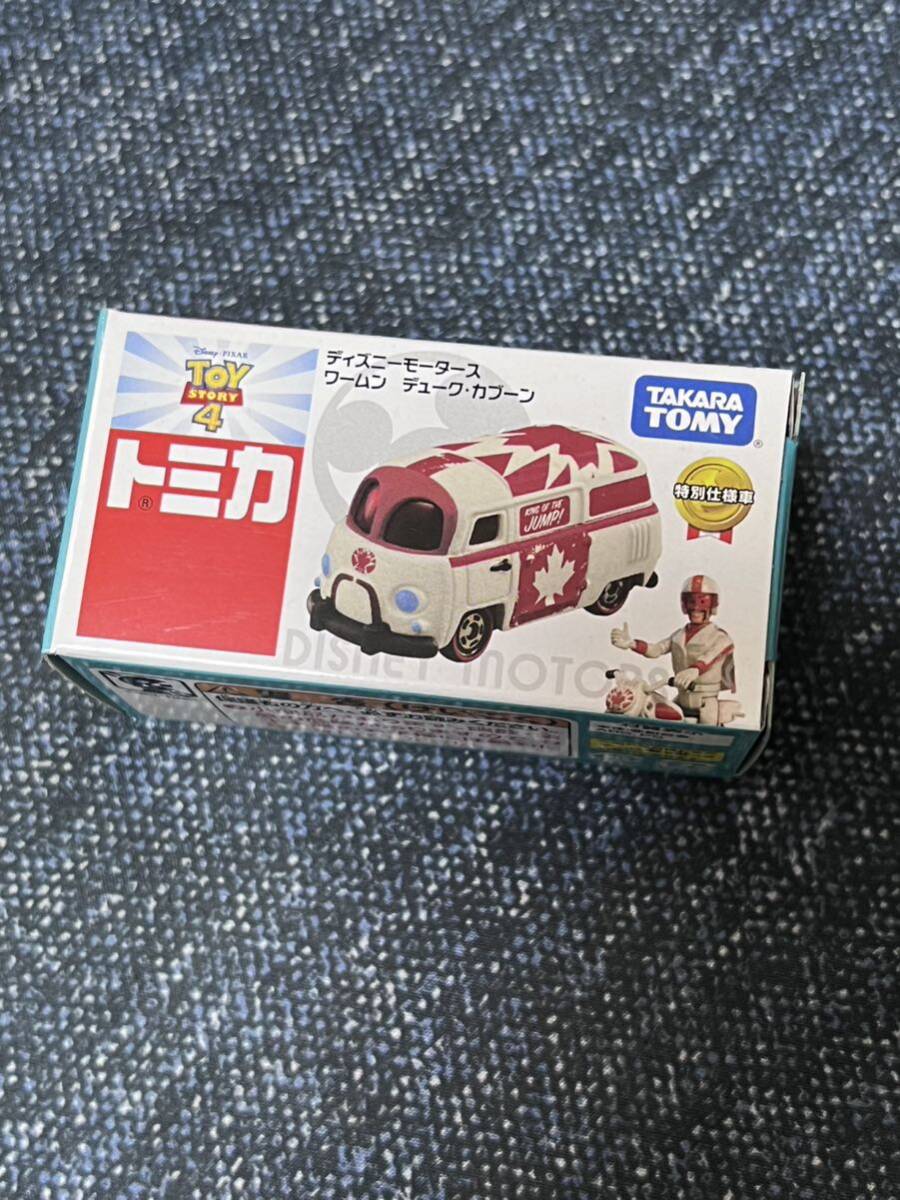 Disney·PIXAR
TOY
STORY
4
トミカ
®
ディズニーモータース
ワームン デューク・カブーン
TAKARA
TOMY
®
特別仕様車
KING OF THE
JUMP!
DISNEY MOTORS